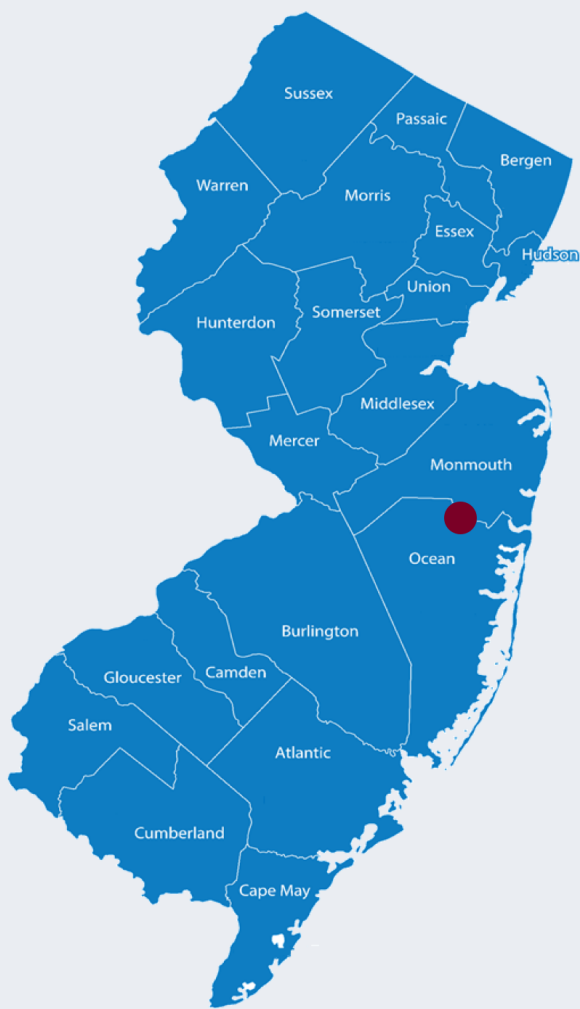 Sussex
Passaic
Bergen
Warren
Morris
Essex
Hudson
Union
Somerset
Hunterdon
Middlesex
Mercer
Monmouth
Ocean
Burlington
Camden
Gloucester
Salem
Atlantic
Cumberland
Cape May